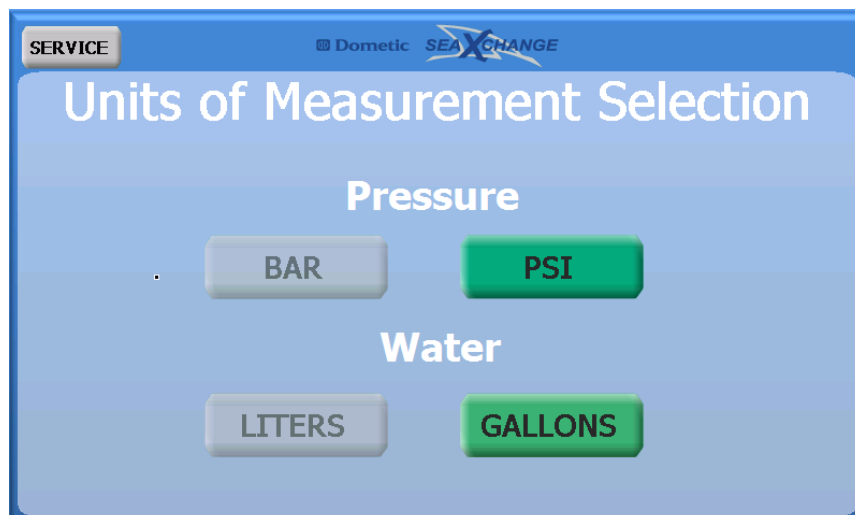 SERVICE
Dometic SEAXCHANGE
Units of Measurement Selection
Pressure
BAR PSI
Water
LITERS GALLONS